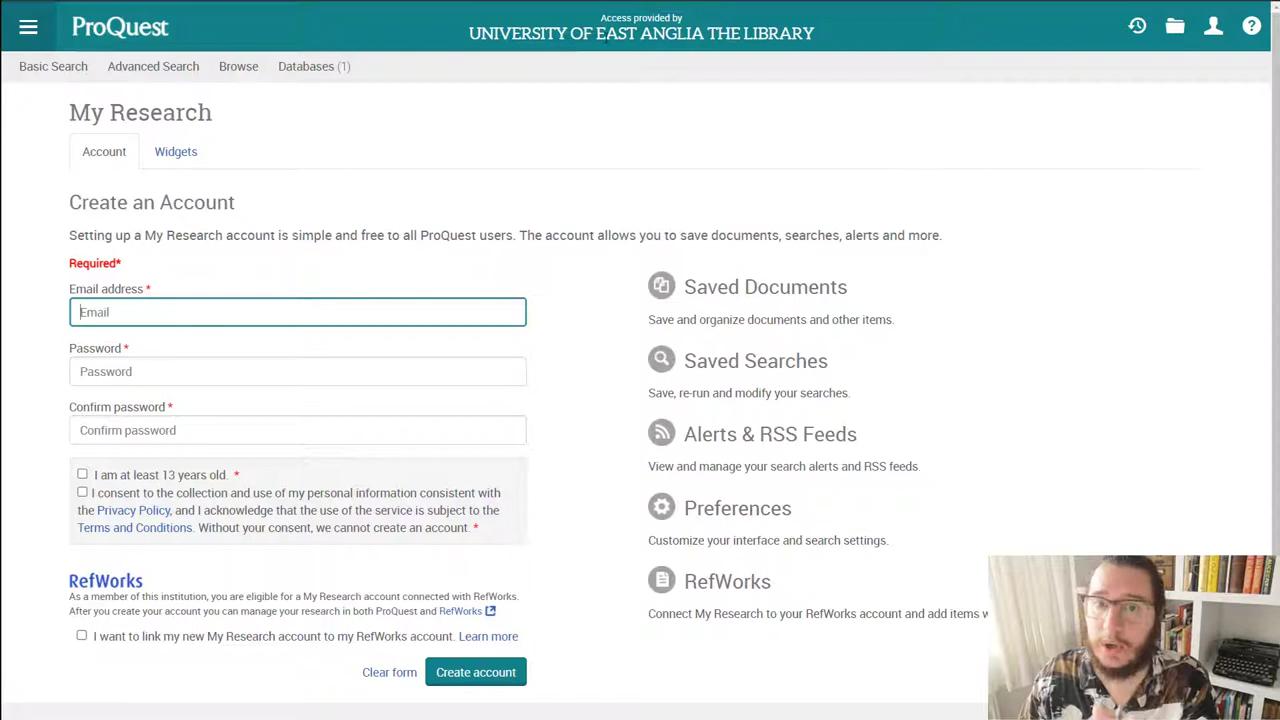 ProQuest
Access provided by
UNIVERSITY OF EAST ANGLIA THE LIBRARY
?
Basic Search
Advanced Search
Browse
Databases (1)
My Research
Account
Widgets
Create an Account
Setting up a My Research account is simple and free to all ProQuest users. The account allows you to save documents, searches, alerts and more.
Required*
Email address *
Email
Password *
Password
Confirm password *
Confirm password
I am at least 13 years old. *
I consent to the collection and use of my personal information consistent with
the Privacy Policy, and I acknowledge that the use of the service is subject to the
Terms and Conditions. Without your consent, we cannot create an account. *
RefWorks
As a member of this institution, you are eligible for a My Research account connected with RefWorks.
After you create your account you can manage your research in both ProQuest and RefWorks
I want to link my new My Research account to my RefWorks account. Learn more
Clear form
Create account
Saved Documents
Save and organize documents and other items.
Saved Searches
Save, re-run and modify your searches.
Alerts & RSS Feeds
View and manage your search alerts and RSS feeds.
Preferences
Customize your interface and search settings.
RefWorks
Connect My Research to your RefWorks account and add items